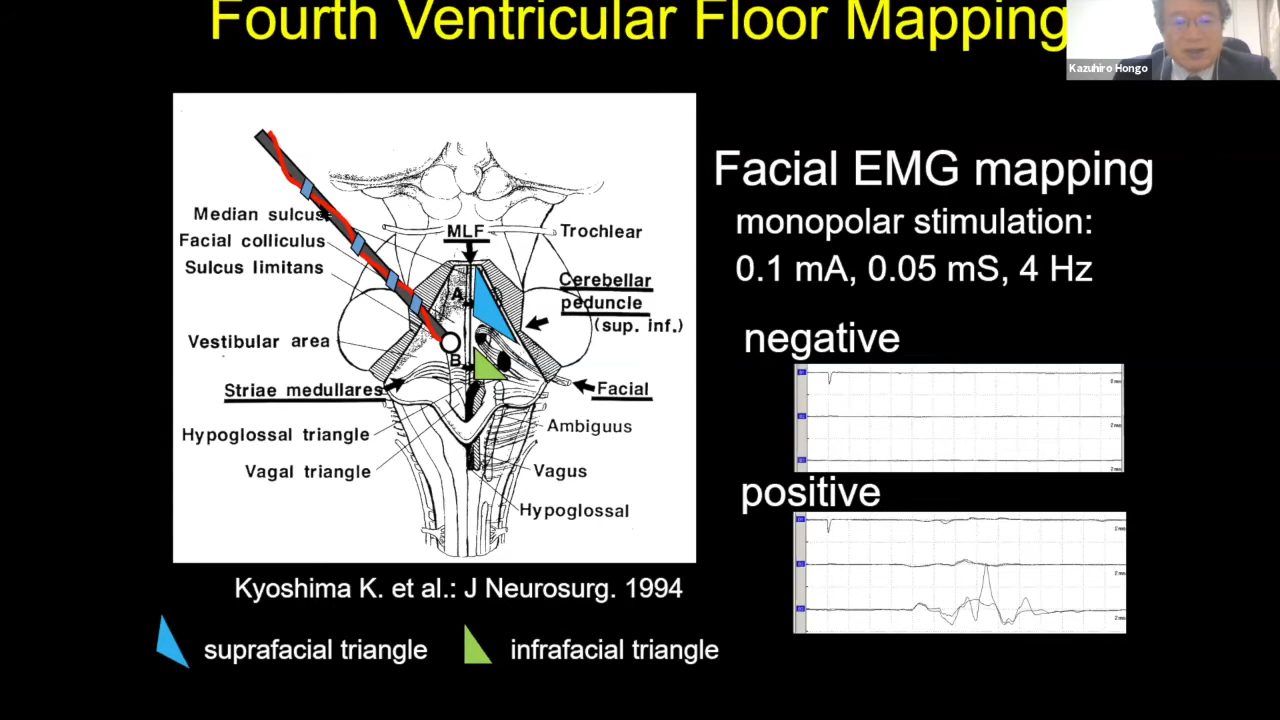 Fourth Ventricular Floor Mapping
Kazuhiro Hongo
Median sulcus
Facial colliculus
Sulcus limitans
Vestibular area
Striae medullares
Hypoglossal triangle
Vagal triangle
MLF
A
B
Trochlear
Cerebellar
peduncle
(sup. inf.)
Facial
Ambiguus
Vagus
Hypoglossal
Kyoshima K. et al.: J Neurosurg. 1994
suprafacial triangle
infrafacial triangle
Facial EMG mapping
monopolar stimulation:
0.1 mA, 0.05 mS, 4 Hz
negative
positive